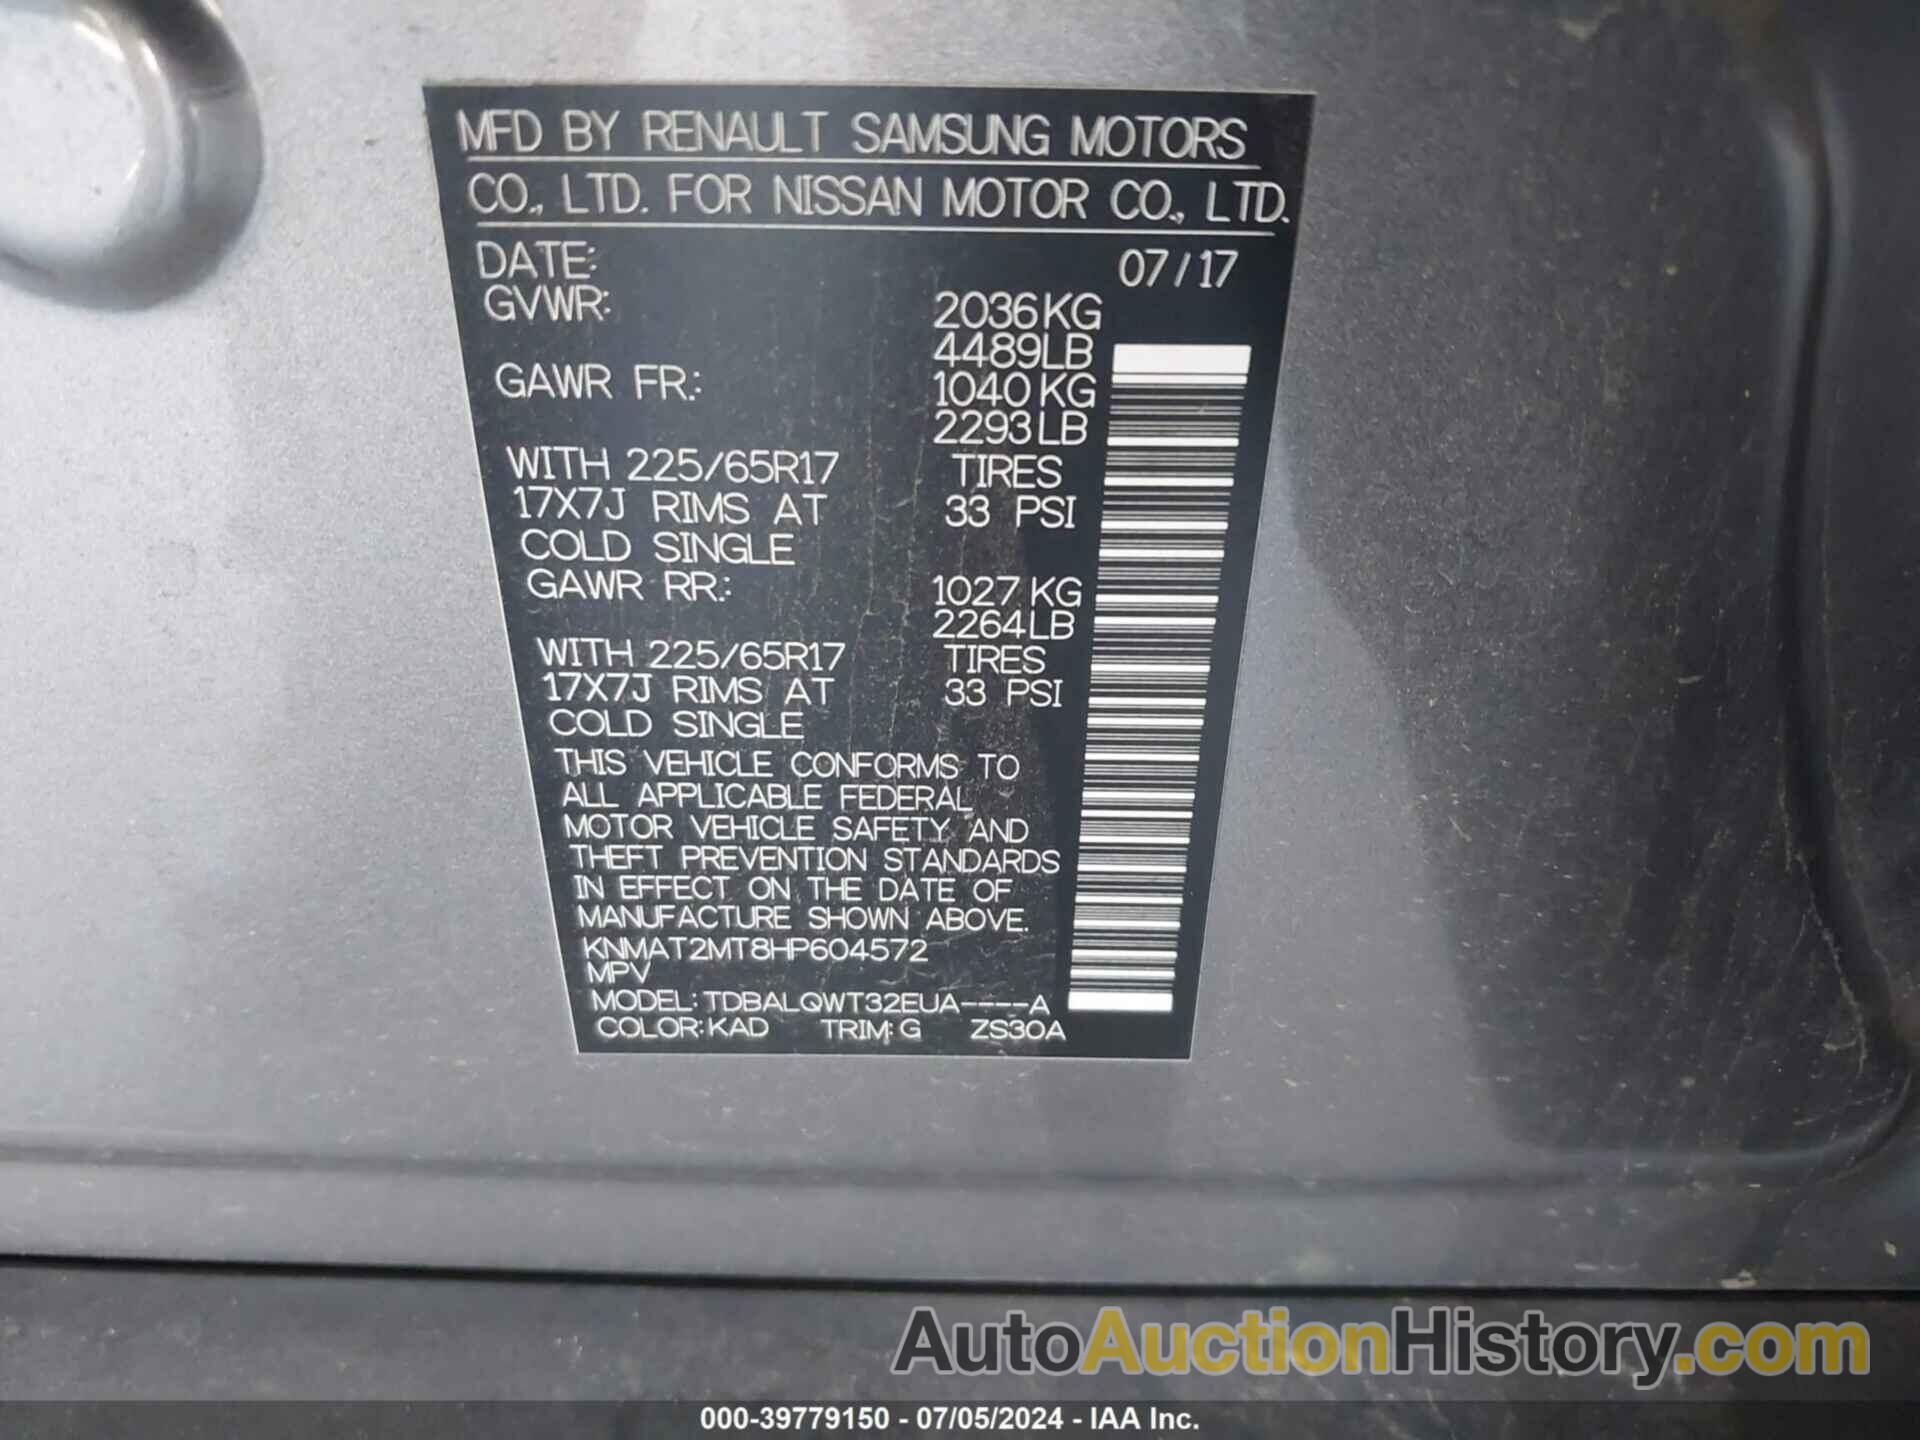 MFD BY RENAULT SAMSUNG MOTORS
CO., LTD. FOR NISSAN MOTOR CO., LTD.
DATE: 07/17
GVWR: 2036KG
4489LB
GAWR FR.: 1040KG
2293LB
WITH 225/65R17 TIRES
17X7J RIMS AT 33 PSI
COLD SINGLE
GAWR RR.: 1027KG
2264LB
WITH 225/65R17 TIRES
17X7J RIMS AT 33 PSI
COLD SINGLE
THIS VEHICLE CONFORMS TO
ALL APPLICABLE FEDERAL
MOTOR VEHICLE SAFETY AND
THEFT PREVENTION STANDARDS
IN EFFECT ON THE DATE OF
MANUFACTURE SHOWN ABOVE.
KNMAT2MT8HP604572
MPV
MODEL: TDBALQWT32EUA----A
COLOR: KAD TRIM: G ZS30A
AutoAuctionHistory.com
000-39779150 - 07/05/2024 - IAA Inc.